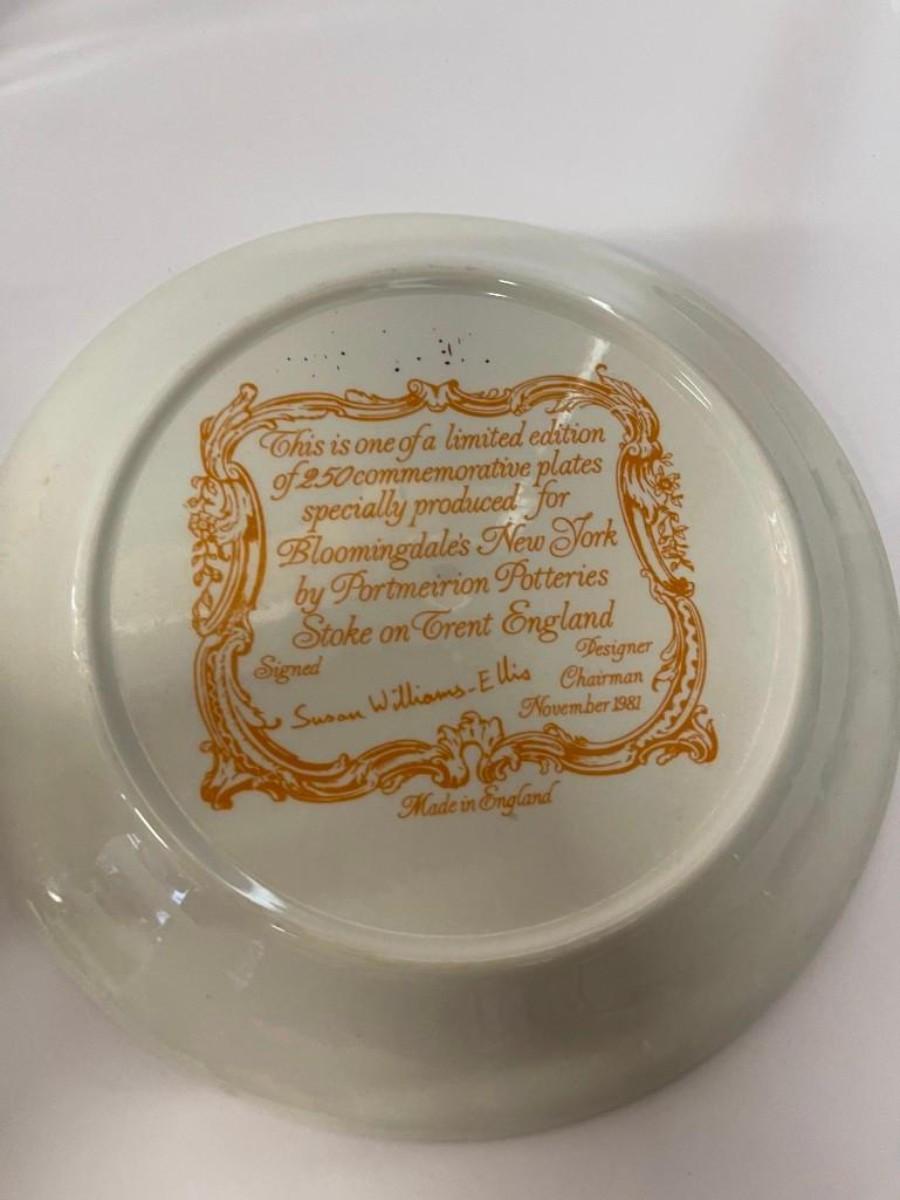 This is one of a limited edition
of 250 commemorative plates
specially produced for
Bloomingdale's New York
by Portmeirion Potteries
Stoke on Trent England
Signed Designer
Susan Williams-Ellis Chairman
November 1981
Made in England